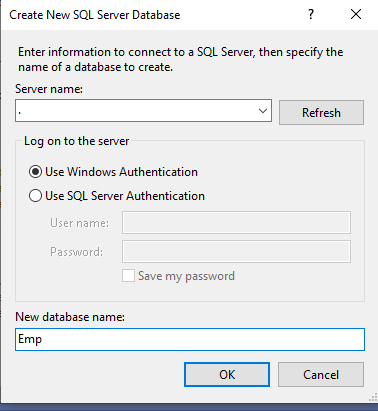 Create New SQL Server Database
? ×
Enter information to connect to a SQL Server, then specify the
name of a database to create.
Server name:
.
Refresh
Log on to the server
Use Windows Authentication
Use SQL Server Authentication
User name:
Password:
Save my password
New database name:
Emp
OK
Cancel